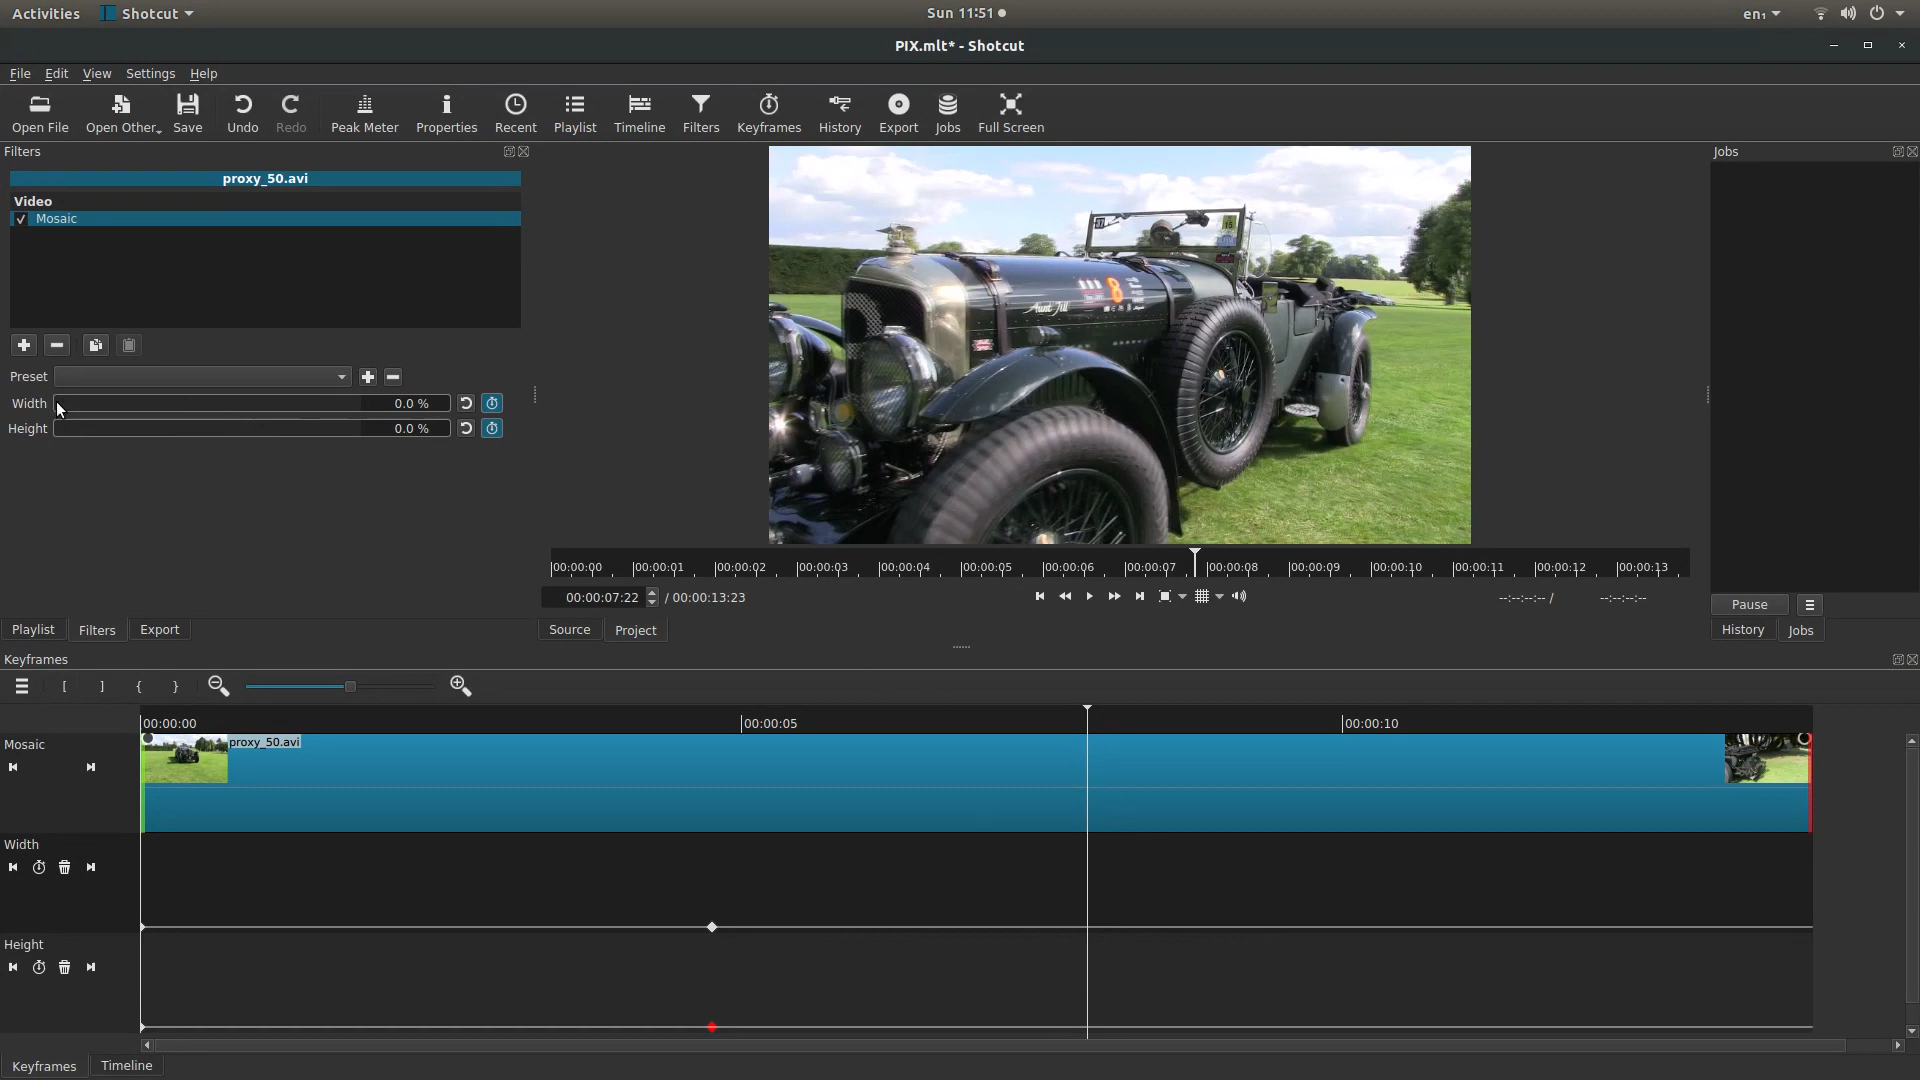 Activities Shotcut Sun 11:51 en₁
PIX.mlt* - Shotcut
File Edit View Settings Help
Open File Open Other... Save Undo Redo Peak Meter Properties Recent Playlist Timeline Filters Keyframes History Export Jobs Full Screen
Filters
Jobs
proxy_50.avi
Video
Mosaic
Preset
Width 0.0 %
Height 0.0 %
Aunt Jill
8
00:00:00 00:00:01 00:00:02 00:00:03 00:00:04 00:00:05 00:00:06 00:00:07 00:00:08 00:00:09 00:00:10 00:00:11 00:00:12 00:00:13
00:00:07:22 / 00:00:13:23 --:--:--:-- / --:--:--:--
Pause
Playlist Filters Export Source Project History Jobs
Keyframes
[ ] { }
00:00:00 00:00:05 00:00:10
Mosaic proxy_50.avi
Width
Height
Keyframes Timeline